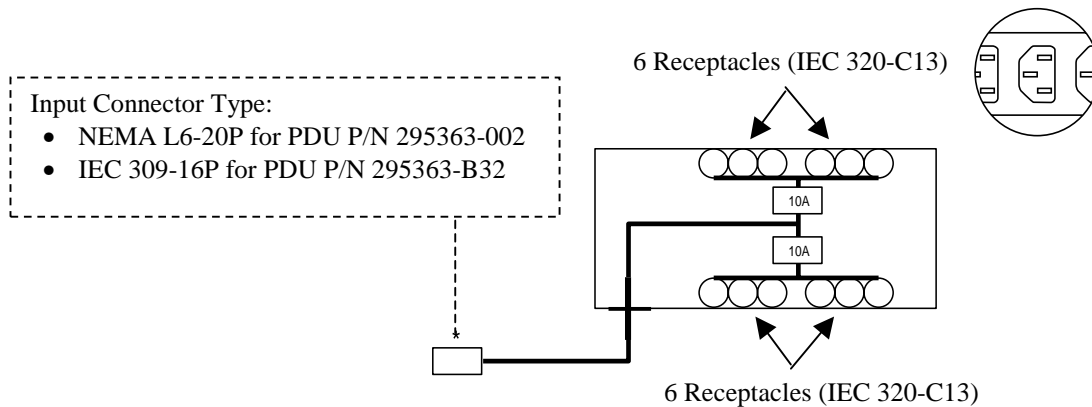 6 Receptacles (IEC 320-C13)
Input Connector Type:
• NEMA L6-20P for PDU P/N 295363-002
• IEC 309-16P for PDU P/N 295363-B32
10A
10A
*
6 Receptacles (IEC 320-C13)